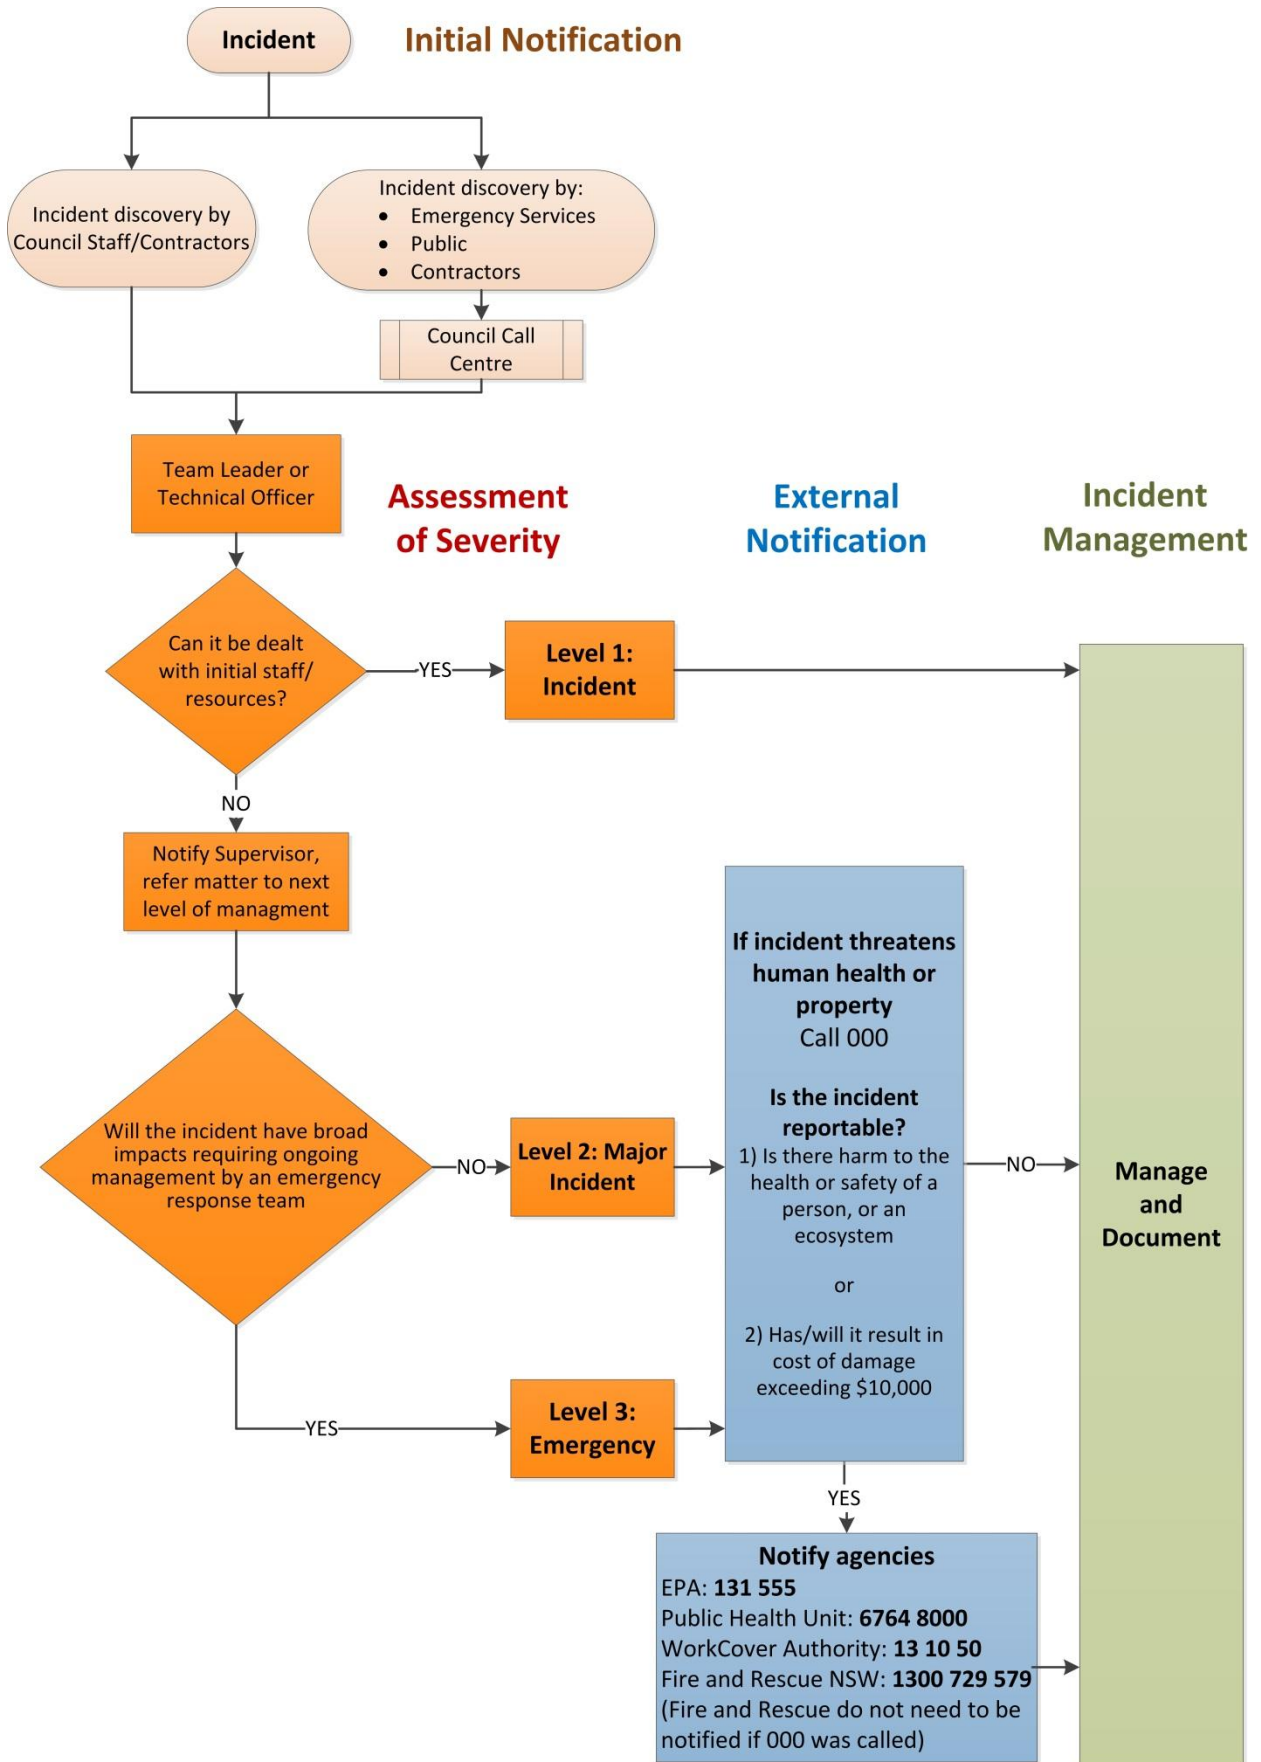 Incident
Initial Notification
Incident discovery by
Council Staff/Contractors
Incident discovery by:
• Emergency Services
• Public
• Contractors
Council Call
Centre
Team Leader or
Technical Officer
Assessment
of Severity
External
Notification
Incident
Management
Can it be dealt
with initial staff/
resources?
YES
Level 1:
Incident
NO
Notify Supervisor,
refer matter to next
level of managment
Will the incident have broad
impacts requiring ongoing
management by an emergency
response team
NO
Level 2: Major
Incident
YES
Level 3:
Emergency
If incident threatens
human health or
property
Call 000
Is the incident
reportable?
1) Is there harm to the
health or safety of a
person, or an
ecosystem
or
2) Has/will it result in
cost of damage
exceeding $10,000
NO
YES
Notify agencies
EPA: 131 555
Public Health Unit: 6764 8000
WorkCover Authority: 13 10 50
Fire and Rescue NSW: 1300 729 579
(Fire and Rescue do not need to be
notified if 000 was called)
Manage
and
Document